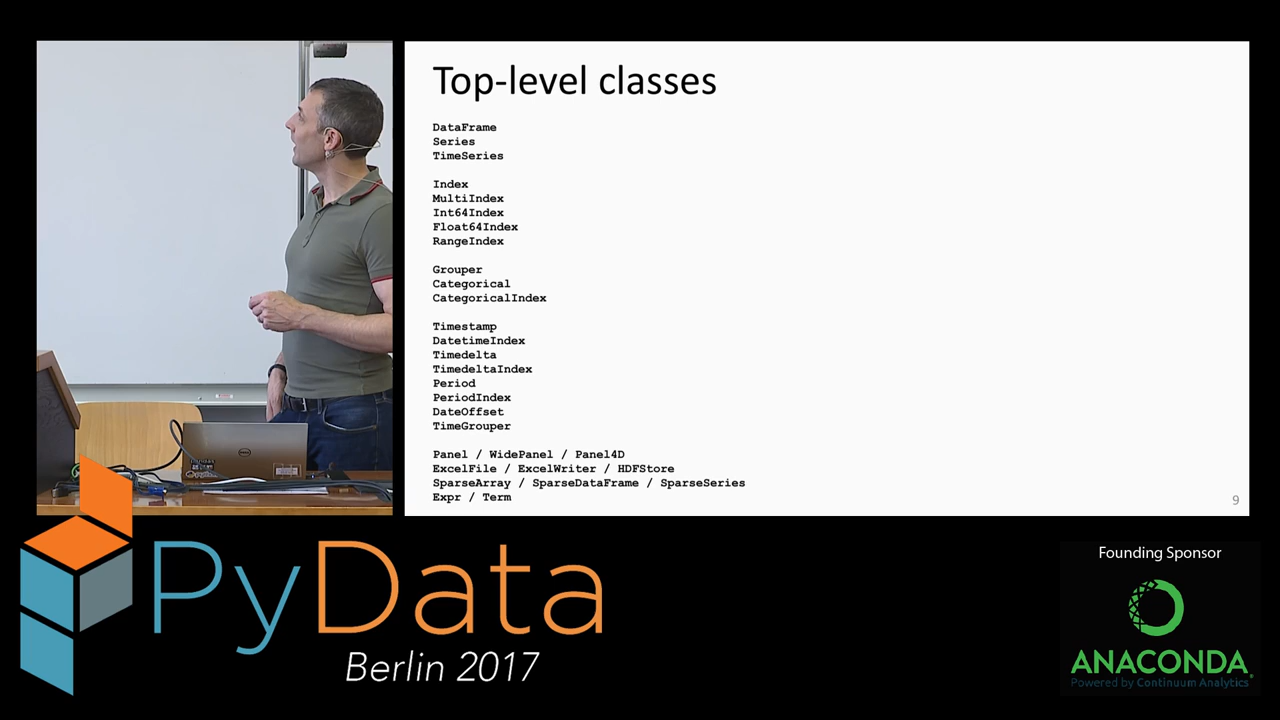 Top-level classes
DataFrame
Series
TimeSeries
Index
MultiIndex
Int64Index
Float64Index
RangeIndex
Grouper
Categorical
CategoricalIndex
Timestamp
DatetimeIndex
Timedelta
TimedeltaIndex
Period
PeriodIndex
DateOffset
TimeGrouper
Panel / WidePanel / Panel4D
ExcelFile / ExcelWriter / HDFStore
SparseArray / SparseDataFrame / SparseSeries
Expr / Term
9
DELL
PyData
Berlin 2017
Founding Sponsor
ANACONDA®
Powered by Continuum Analytics